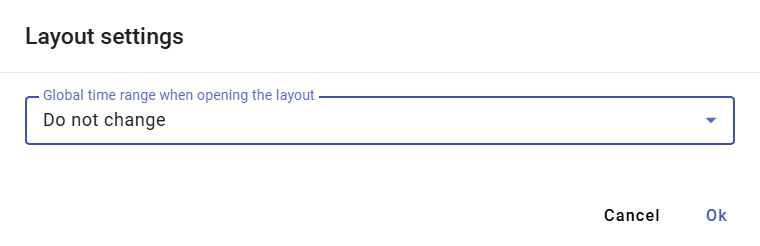 Layout settings
Global time range when opening the layout
Do not change
Cancel Ok